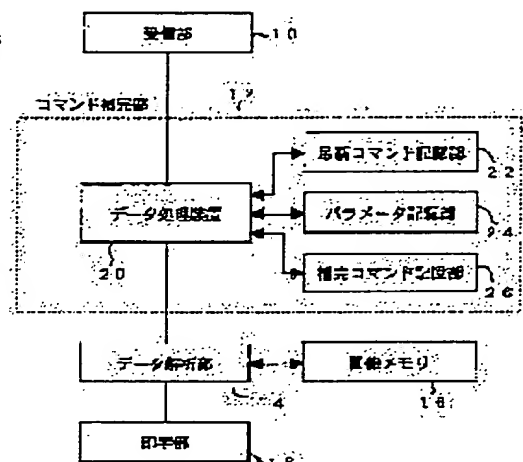 受信部
10
コマンド補完部
12
最新コマンド記憶部
22
データ処理装置
20
パラメータ記憶部
24
補完コマンド記憶部
26
データ解析部
4
画像メモリ
16
印字部
18